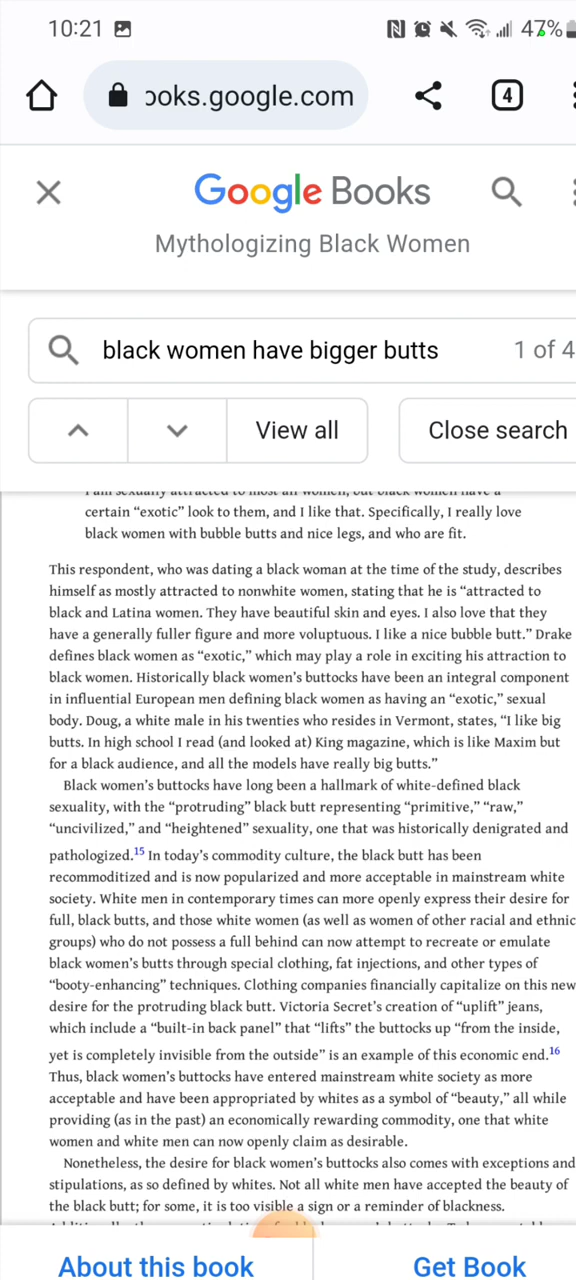 10:21
47%
ooks.google.com
4
Google Books
Mythologizing Black Women
black women have bigger butts
1 of 4
View all
Close search
I am sexually attracted to most all women, but black women have a
certain “exotic” look to them, and I like that. Specifically, I really love
black women with bubble butts and nice legs, and who are fit.
This respondent, who was dating a black woman at the time of the study, describes
himself as mostly attracted to nonwhite women, stating that he is “attracted to
black and Latina women. They have beautiful skin and eyes. I also love that they
have a generally fuller figure and more voluptuous. I like a nice bubble butt.” Drake
defines black women as “exotic,” which may play a role in exciting his attraction to
black women. Historically black women’s buttocks have been an integral component
in influential European men defining black women as having an “exotic,” sexual
body. Doug, a white male in his twenties who resides in Vermont, states, “I like big
butts. In high school I read (and looked at) King magazine, which is like Maxim but
for a black audience, and all the models have really big butts.”
Black women’s buttocks have long been a hallmark of white-defined black
sexuality, with the “protruding” black butt representing “primitive,” “raw,”
“uncivilized,” and “heightened” sexuality, one that was historically denigrated and
pathologized.15 In today’s commodity culture, the black butt has been
recommoditized and is now popularized and more acceptable in mainstream white
society. White men in contemporary times can more openly express their desire for
full, black butts, and those white women (as well as women of other racial and ethnic
groups) who do not possess a full behind can now attempt to recreate or emulate
black women’s butts through special clothing, fat injections, and other types of
“booty-enhancing” techniques. Clothing companies financially capitalize on this new
desire for the protruding black butt. Victoria Secret’s creation of “uplift” jeans,
which include a “built-in back panel” that “lifts” the buttocks up “from the inside,
yet is completely invisible from the outside” is an example of this economic end.16
Thus, black women’s buttocks have entered mainstream white society as more
acceptable and have been appropriated by whites as a symbol of “beauty,” all while
providing (as in the past) an economically rewarding commodity, one that white
women and white men can now openly claim as desirable.
Nonetheless, the desire for black women’s buttocks also comes with exceptions and
stipulations, as so defined by whites. Not all white men have accepted the beauty of
the black butt; for some, it is too visible a sign or a reminder of blackness.
About this book
Get Book